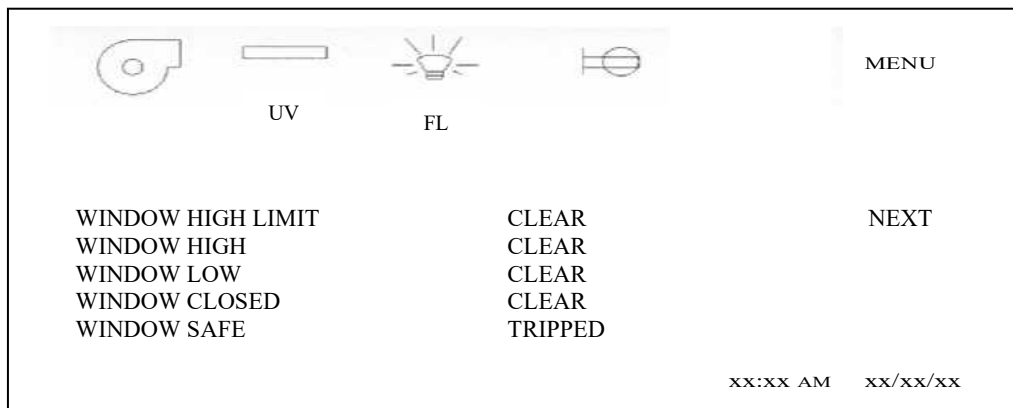 MENU
UV
FL
WINDOW HIGH LIMIT CLEAR NEXT
WINDOW HIGH CLEAR
WINDOW LOW CLEAR
WINDOW CLOSED CLEAR
WINDOW SAFE TRIPPED
XX:XX AM XX/XX/XX